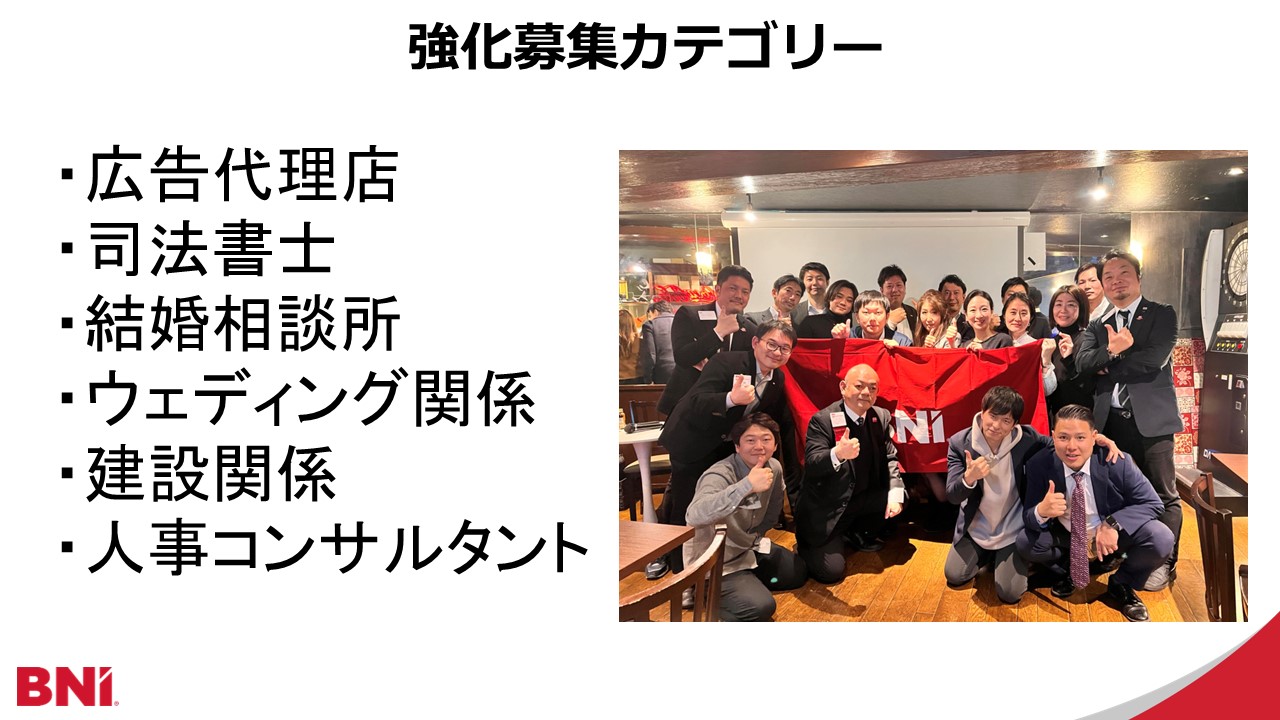 強化募集カテゴリー
・広告代理店
・司法書士
・結婚相談所
・ウェディング関係
・建設関係
・人事コンサルタント
BNI
BNI